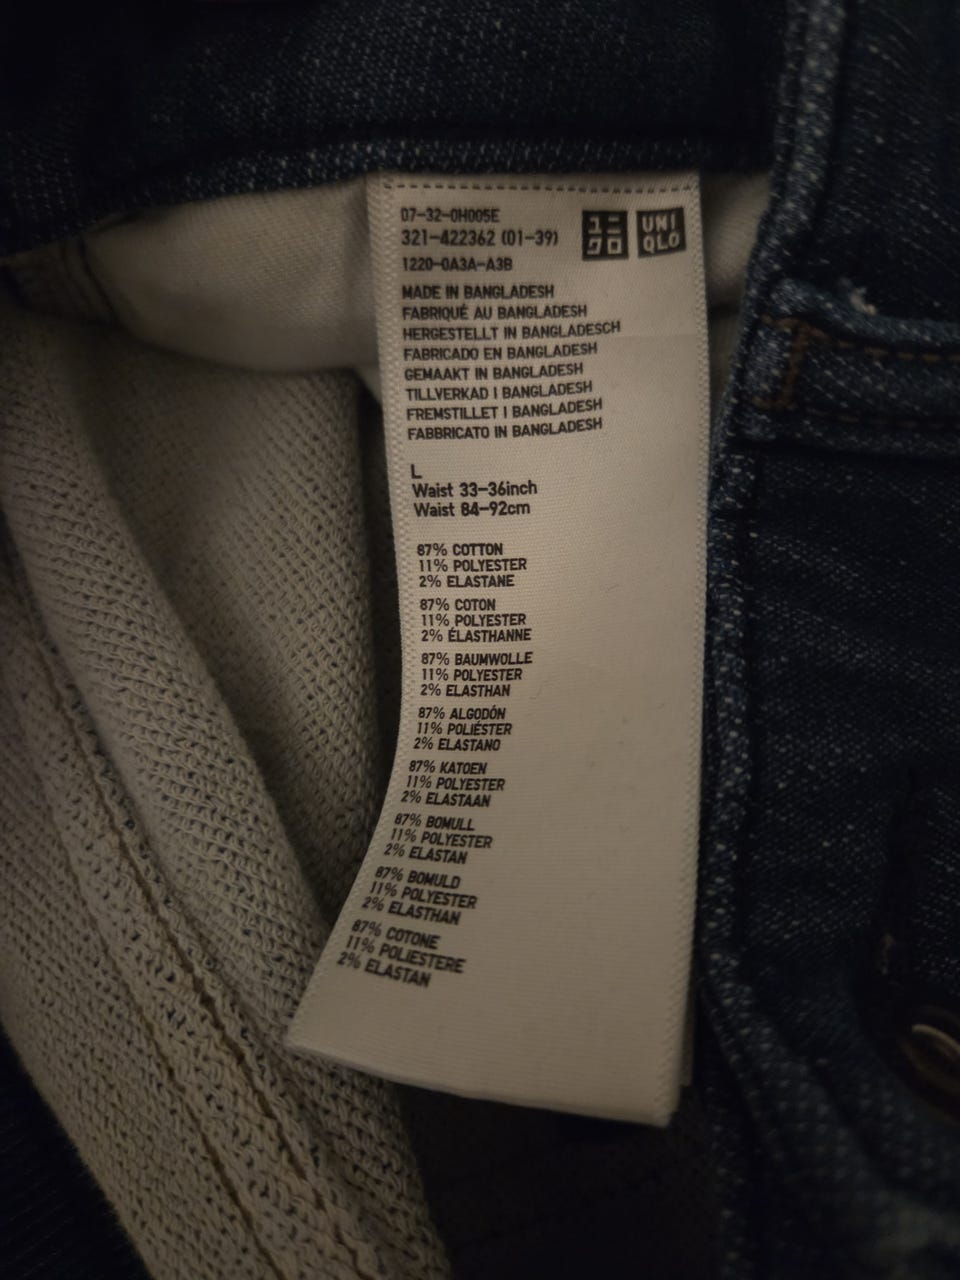 07-32-0H005E
321-422362 (01-39)
1220-0A3A-A3B
ユニ
クロ
UNI
QLO
MADE IN BANGLADESH
FABRIQUÉ AU BANGLADESH
HERGESTELLT IN BANGLADESCH
FABRICADO EN BANGLADESH
GEMAAKT IN BANGLADESH
TILLVERKAD I BANGLADESH
FREMSTILLET I BANGLADESH
FABBRICATO IN BANGLADESH
L
Waist 33-36inch
Waist 84-92cm
87% COTTON
11% POLYESTER
2% ELASTANE
87% COTON
11% POLYESTER
2% ÉLASTHANNE
87% BAUMWOLLE
11% POLYESTER
2% ELASTHAN
87% ALGODÓN
11% POLIÉSTER
2% ELASTANO
87% KATOEN
11% POLYESTER
2% ELASTAAN
87% BOMULL
11% POLYESTER
2% ELASTAN
87% BOMULD
11% POLYESTER
2% ELASTHAN
87% COTONE
11% POLIESTERE
2% ELASTAN